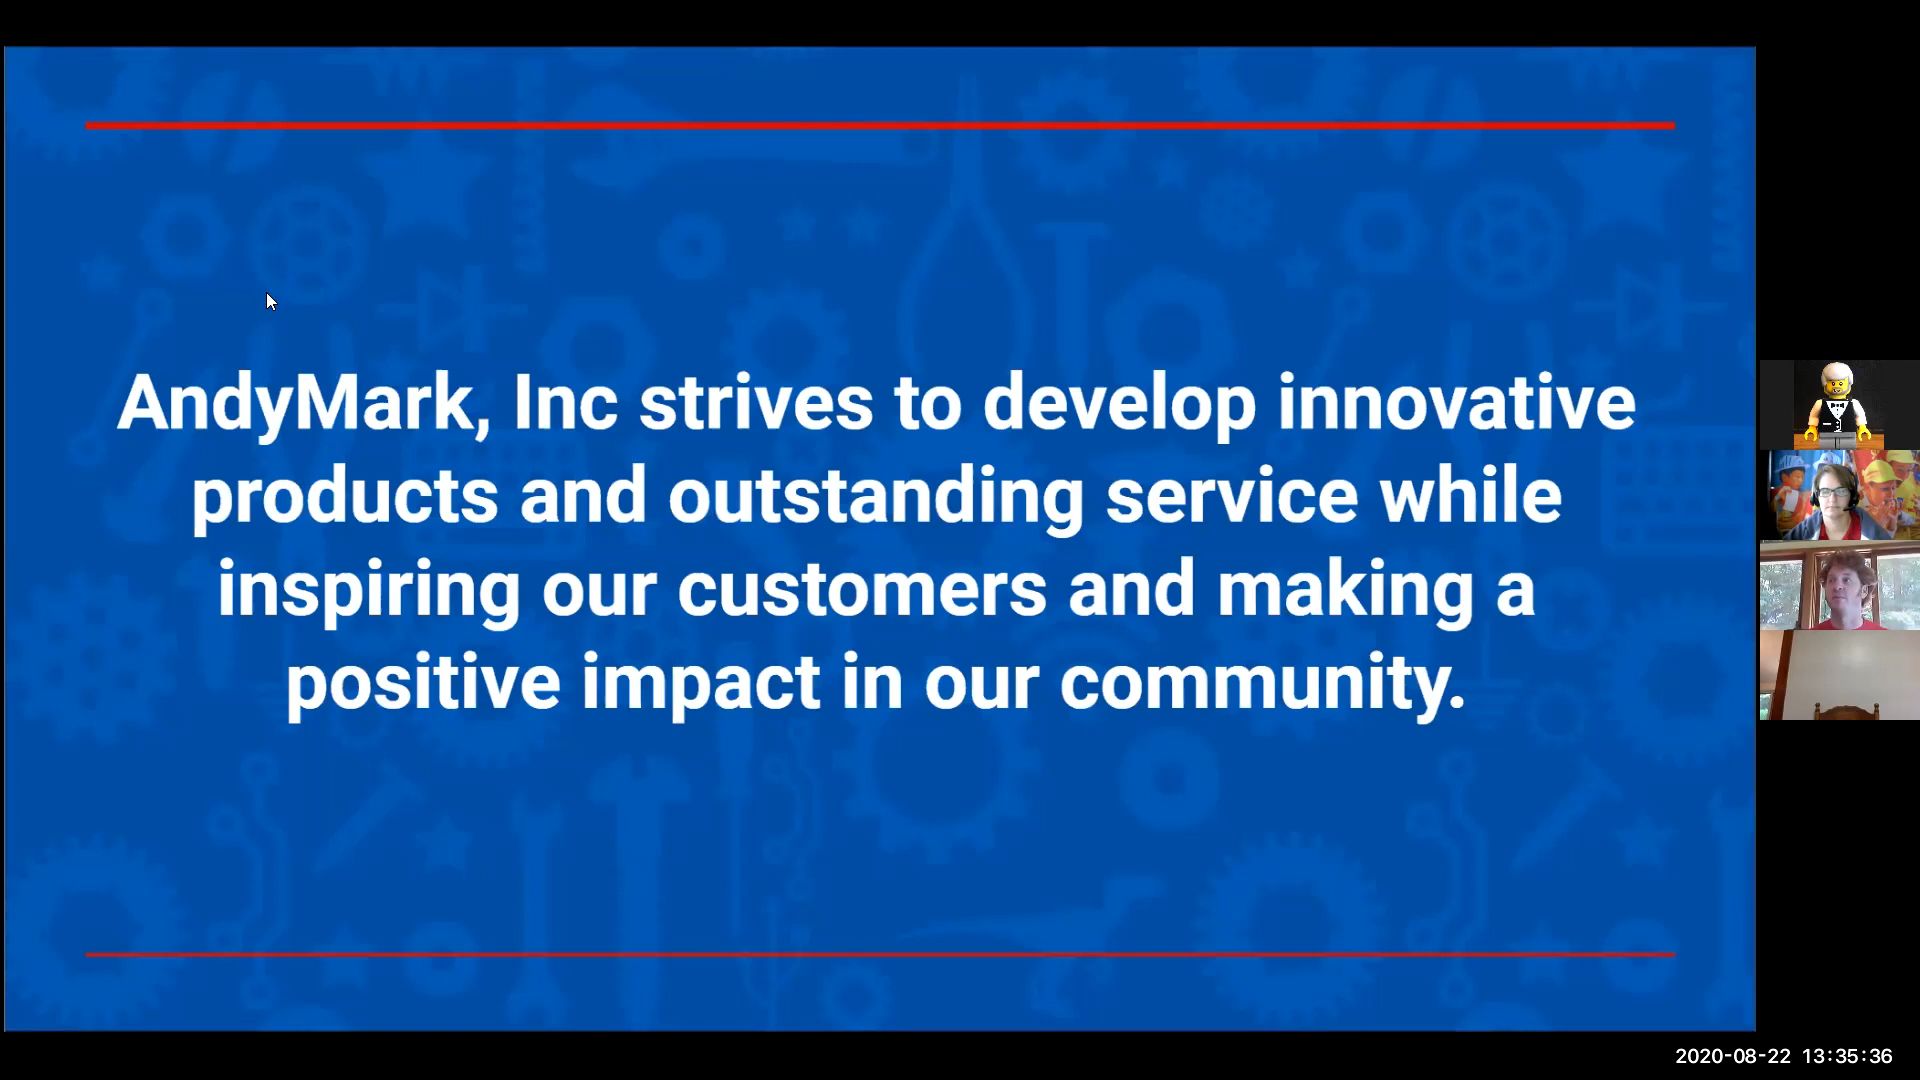 AndyMark, Inc strives to develop innovative
products and outstanding service while
inspiring our customers and making a
positive impact in our community.
2020-08-22 13:35:36